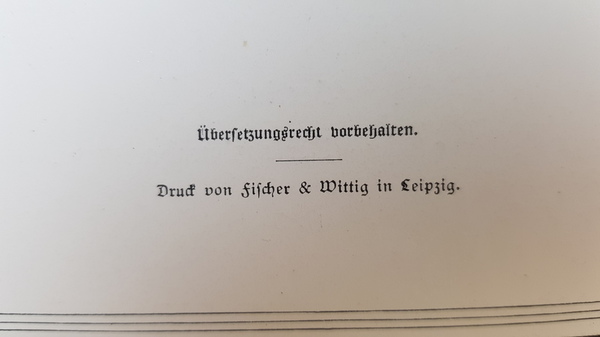 Übersetzungsrecht vorbehalten.
Druck von Fischer & Wittig in Leipzig.